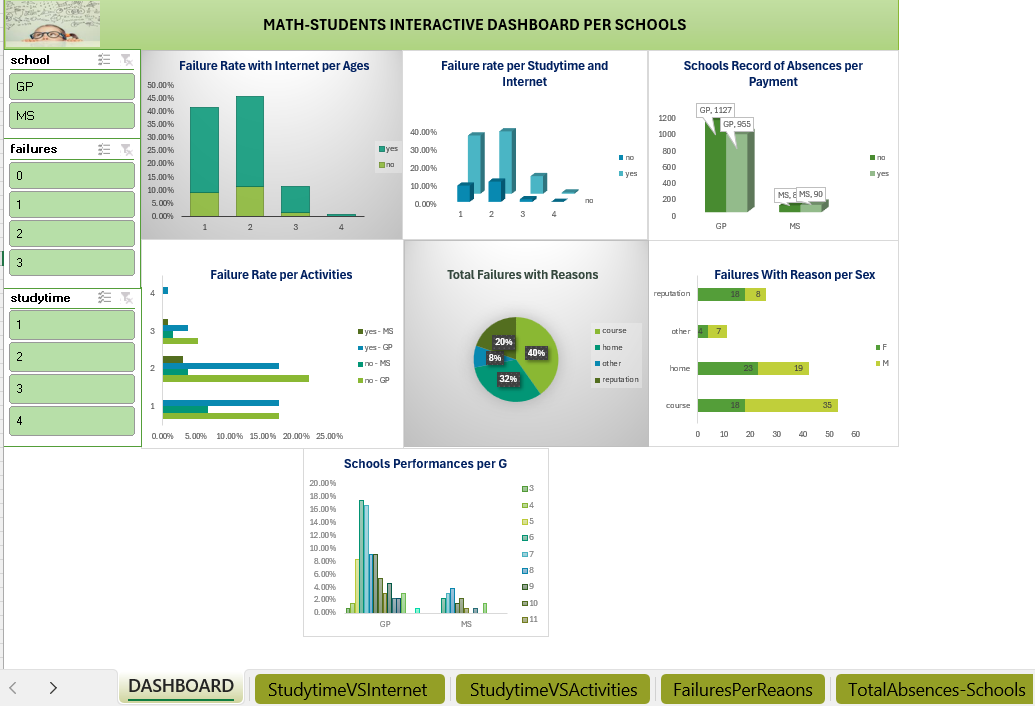 MATH-STUDENTS INTERACTIVE DASHBOARD PER SCHOOLS
school
GP
MS
failures
0
1
2
3
studytime
1
2
3
4
Failure Rate with Internet per Ages
50.00%
45.00%
40.00%
35.00%
30.00%
25.00%
20.00%
15.00%
10.00%
5.00%
0.00%
1 2 3 4
yes
no
Failure rate per Studytime and
Internet
40.00%
30.00%
20.00%
10.00%
0.00%
1 2 3 4
no
no
yes
Schools Record of Absences per
Payment
1200
1000
800
600
400
200
0
GP, 1127
GP, 955
MS, 90
GP MS
no
yes
Failure Rate per Activities
4
3
2
1
0.00% 5.00% 10.00% 15.00% 20.00% 25.00%
yes - MS
yes - GP
no - MS
no - GP
Total Failures with Reasons
20%
40%
8%
32%
course
home
other
reputation
Failures With Reason per Sex
reputation 18 8
other 4 7
home 23 19
course 18 35
0 10 20 30 40 50 60
F
M
Schools Performances per G
20.00%
18.00%
16.00%
14.00%
12.00%
10.00%
8.00%
6.00%
4.00%
2.00%
0.00%
GP MS
3
4
5
6
7
8
9
10
11
DASHBOARD StudytimeVSInternet StudytimeVSActivities FailuresPerReaons TotalAbsences-Schools